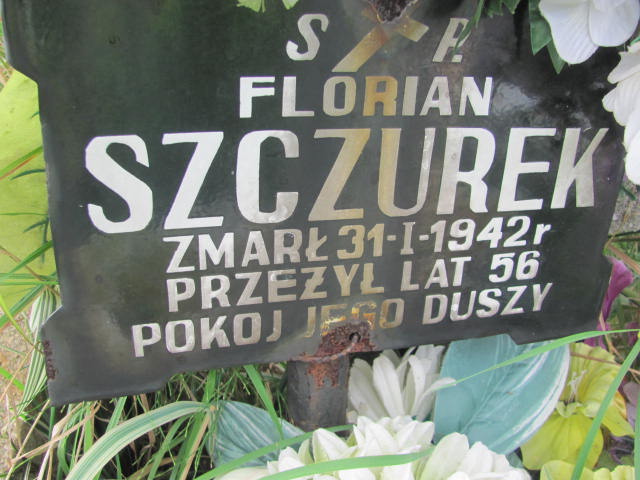 Ś P.
FLORIAN
SZCZUREK
ZMARŁ 31-I-1942r
PRZEŻYŁ LAT 56
POKOJ JEGO DUSZY